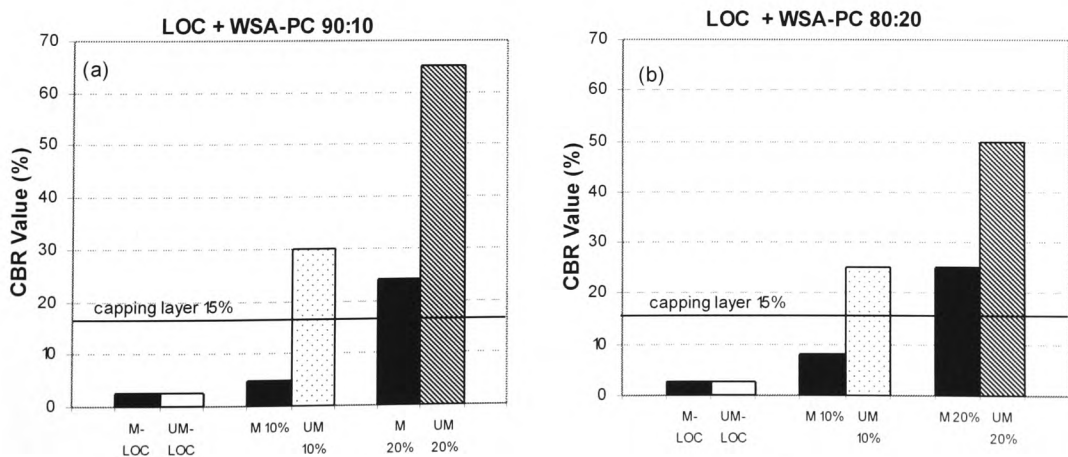 LOC + WSA-PC 90:10
(a)
CBR Value (%)
70
60
50
40
30
20
10
0
capping layer 15%
M-
LOC
UM-
LOC
M 10%
UM
10%
M
20%
UM
20%
LOC + WSA-PC 80:20
(b)
CBR Value (%)
70
60
50
40
30
20
10
0
capping layer 15%
M-
LOC
UM-
LOC
M 10%
UM
10%
M 20%
UM
20%